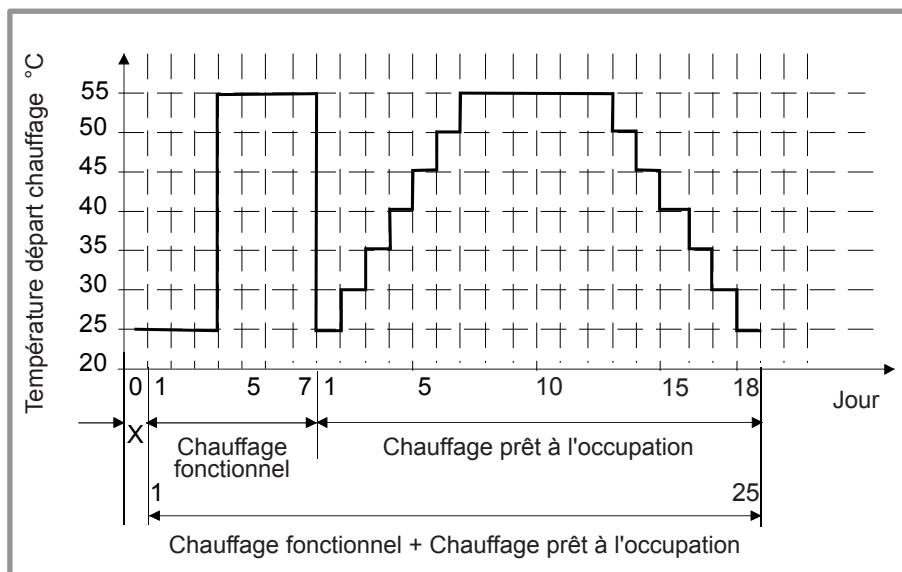 Température départ chauffage °C
55
50
45
40
35
30
25
20
0 1 5 7 1 5 10 15 18
Jour
X
Chauffage
fonctionnel
Chauffage prêt à l'occupation
1 25
Chauffage fonctionnel + Chauffage prêt à l'occupation